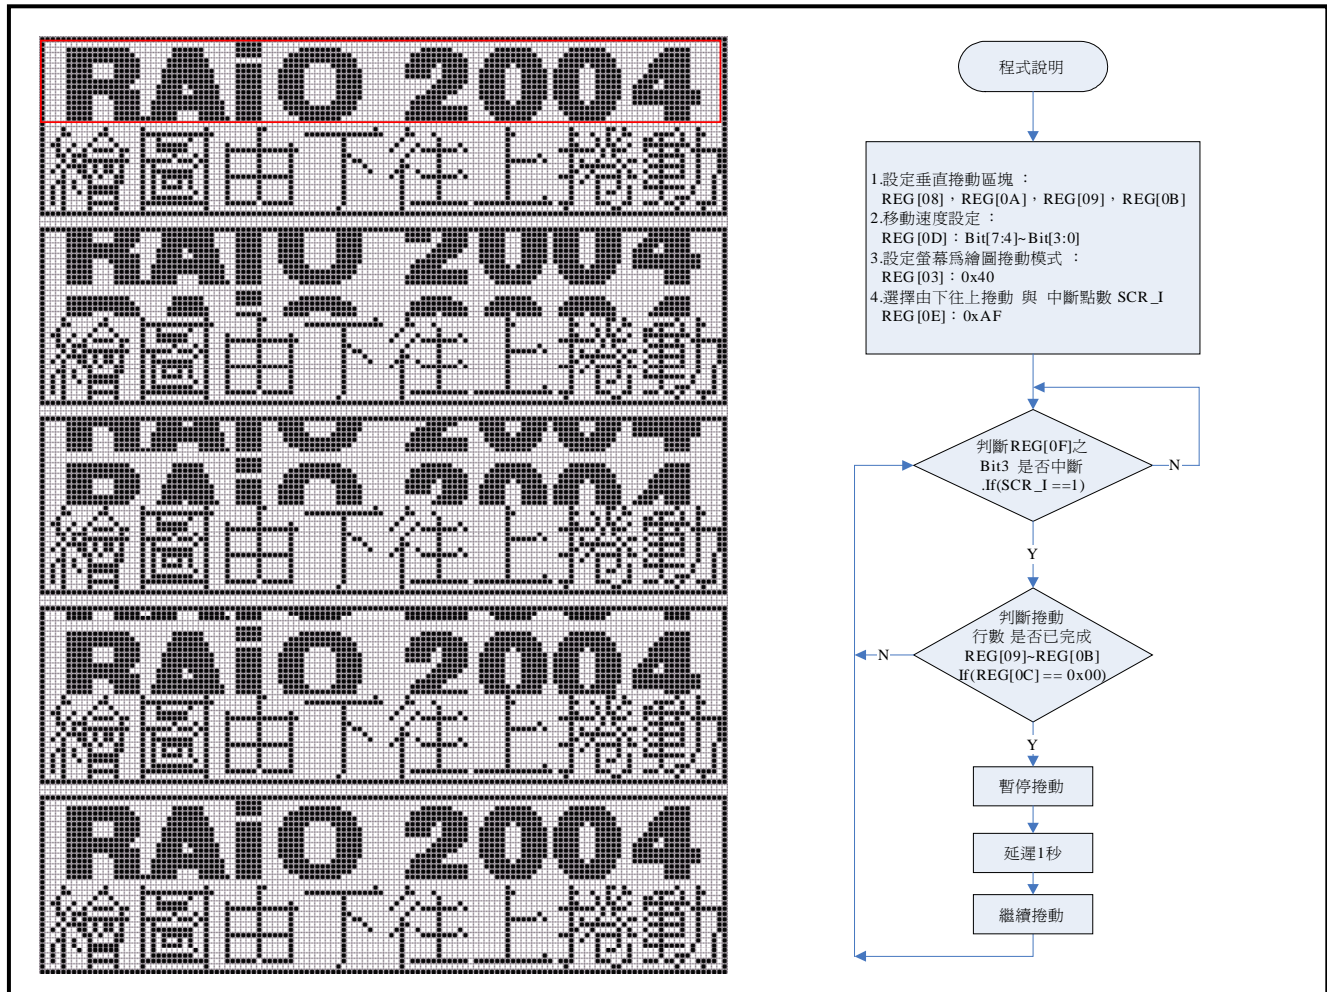 RAiO 2004
繪圖由下往上捲動
RAiO 2004
繪圖由下往上捲動
RAiO 2004
繪圖由下往上捲動
RAiO 2004
繪圖由下往上捲動
RAiO 2004
繪圖由下往上捲動
程式說明
1.設定垂直捲動區塊：
REG[08]，REG[0A]，REG[09]，REG[0B]
2.移動速度設定：
REG[0D]：Bit[7:4]~Bit[3:0]
3.設定螢幕為繪圖捲動模式：
REG[03]：0x40
4.選擇由下往上捲動 與 中斷點數 SCR_I
REG[0E]：0xAF
判斷REG[0F]之
Bit3 是否中斷
.If(SCR_I ==1)
N
Y
判斷捲動
行數 是否已完成
REG[09]~REG[0B]
If(REG[0C] == 0x00)
N
Y
暫停捲動
延遲1秒
繼續捲動